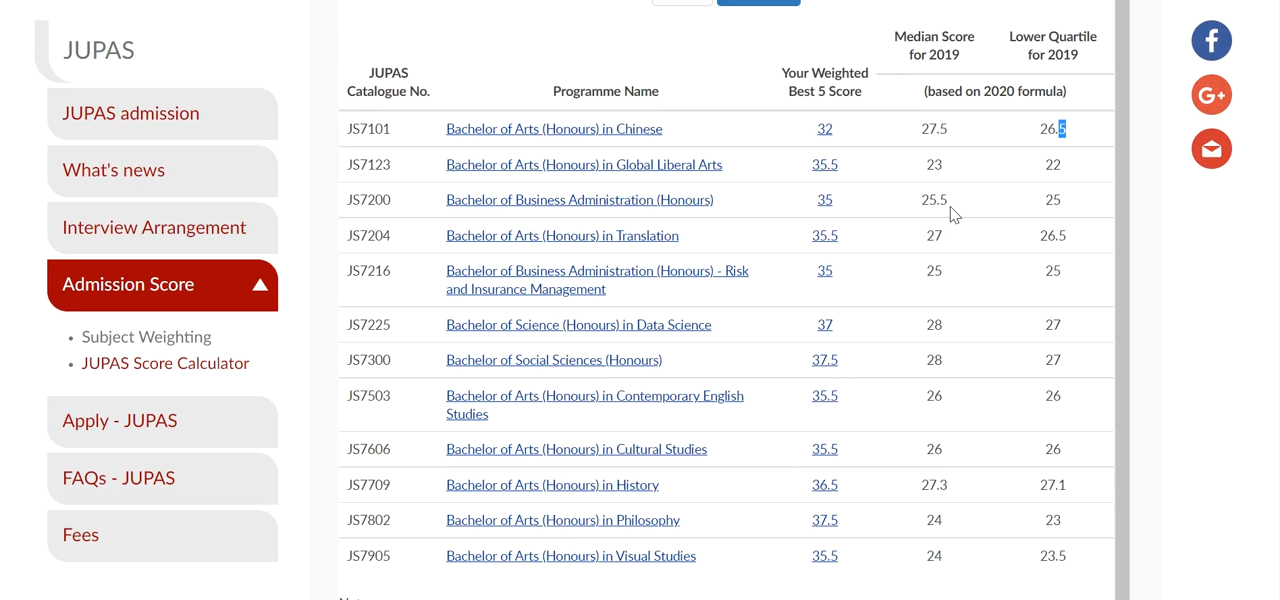 JUPAS
JUPAS admission
What's news
Interview Arrangement
Admission Score
Subject Weighting
JUPAS Score Calculator
Apply - JUPAS
FAQs - JUPAS
Fees
Median Score for 2019
Lower Quartile for 2019
JUPAS Catalogue No.
Programme Name
Your Weighted Best 5 Score
(based on 2020 formula)
JS7101 Bachelor of Arts (Honours) in Chinese 32 27.5 26.5
JS7123 Bachelor of Arts (Honours) in Global Liberal Arts 35.5 23 22
JS7200 Bachelor of Business Administration (Honours) 35 25.5 25
JS7204 Bachelor of Arts (Honours) in Translation 35.5 27 26.5
JS7216 Bachelor of Business Administration (Honours) - Risk 35 25 25
and Insurance Management
JS7225 Bachelor of Science (Honours) in Data Science 37 28 27
JS7300 Bachelor of Social Sciences (Honours) 37.5 28 27
JS7503 Bachelor of Arts (Honours) in Contemporary English 35.5 26 26
Studies
JS7606 Bachelor of Arts (Honours) in Cultural Studies 35.5 26 26
JS7709 Bachelor of Arts (Honours) in History 36.5 27.3 27.1
JS7802 Bachelor of Arts (Honours) in Philosophy 37.5 24 23
JS7905 Bachelor of Arts (Honours) in Visual Studies 35.5 24 23.5
f
G+